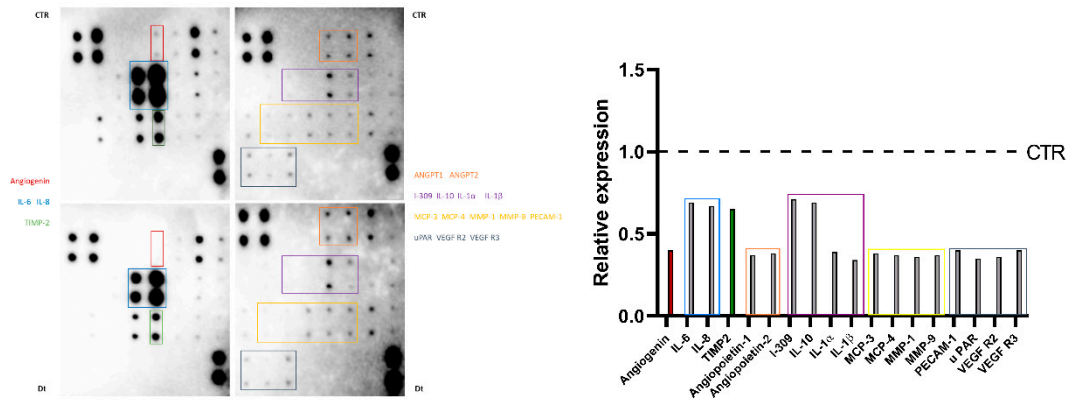 CTR
CTR
Angiogenin
IL-6 IL-8
TIMP-2
ANGPT1 ANGPT2
I-309 IL-10 IL-1α IL-1β
MCP-3 MCP-4 MMP-1 MMP-9 PECAM-1
uPAR VEGF R2 VEGF R3
Dt
Dt
Relative expression
1.5
1.0
0.5
0.0
CTR
Angiogenin
IL-6
IL-8
TIMP2
Angiopoietin-1
Angiopoietin-2
I-309
IL-10
IL-1α
IL-1β
MCP-3
MCP-4
MMP-1
MMP-9
PECAM-1
u PAR
VEGF R2
VEGF R3